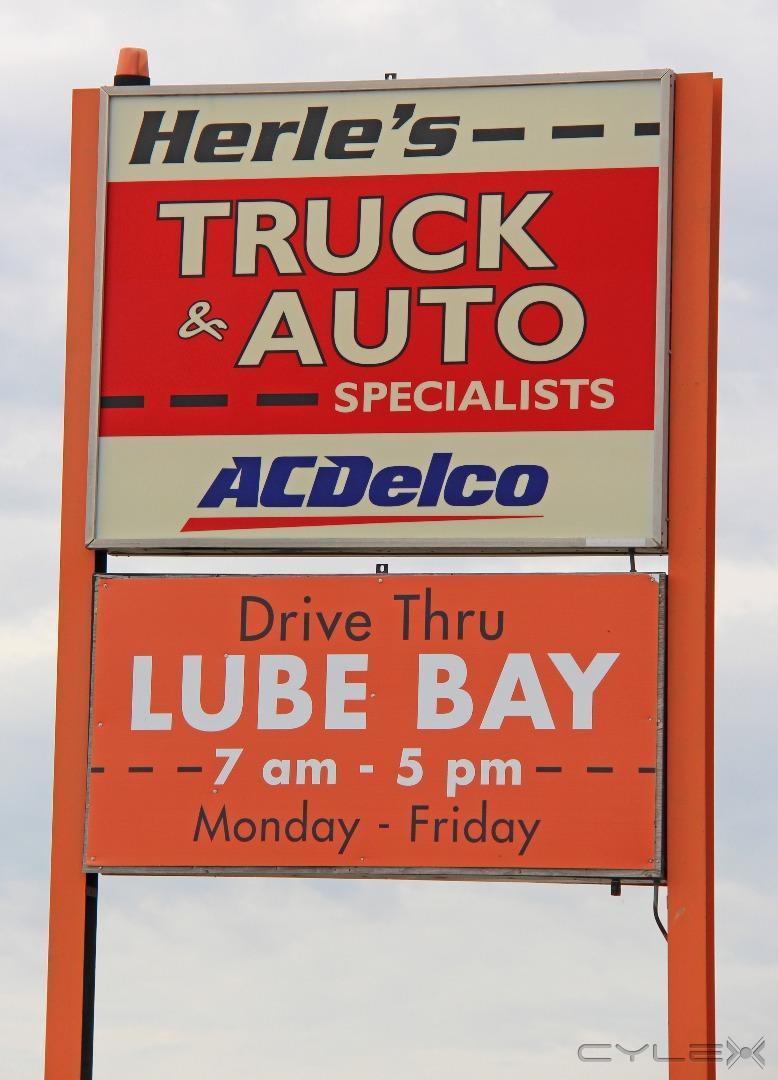 Herle's
TRUCK
& AUTO
SPECIALISTS
ACDelco
Drive Thru
LUBE BAY
7 am - 5 pm
Monday - Friday
CYLEX